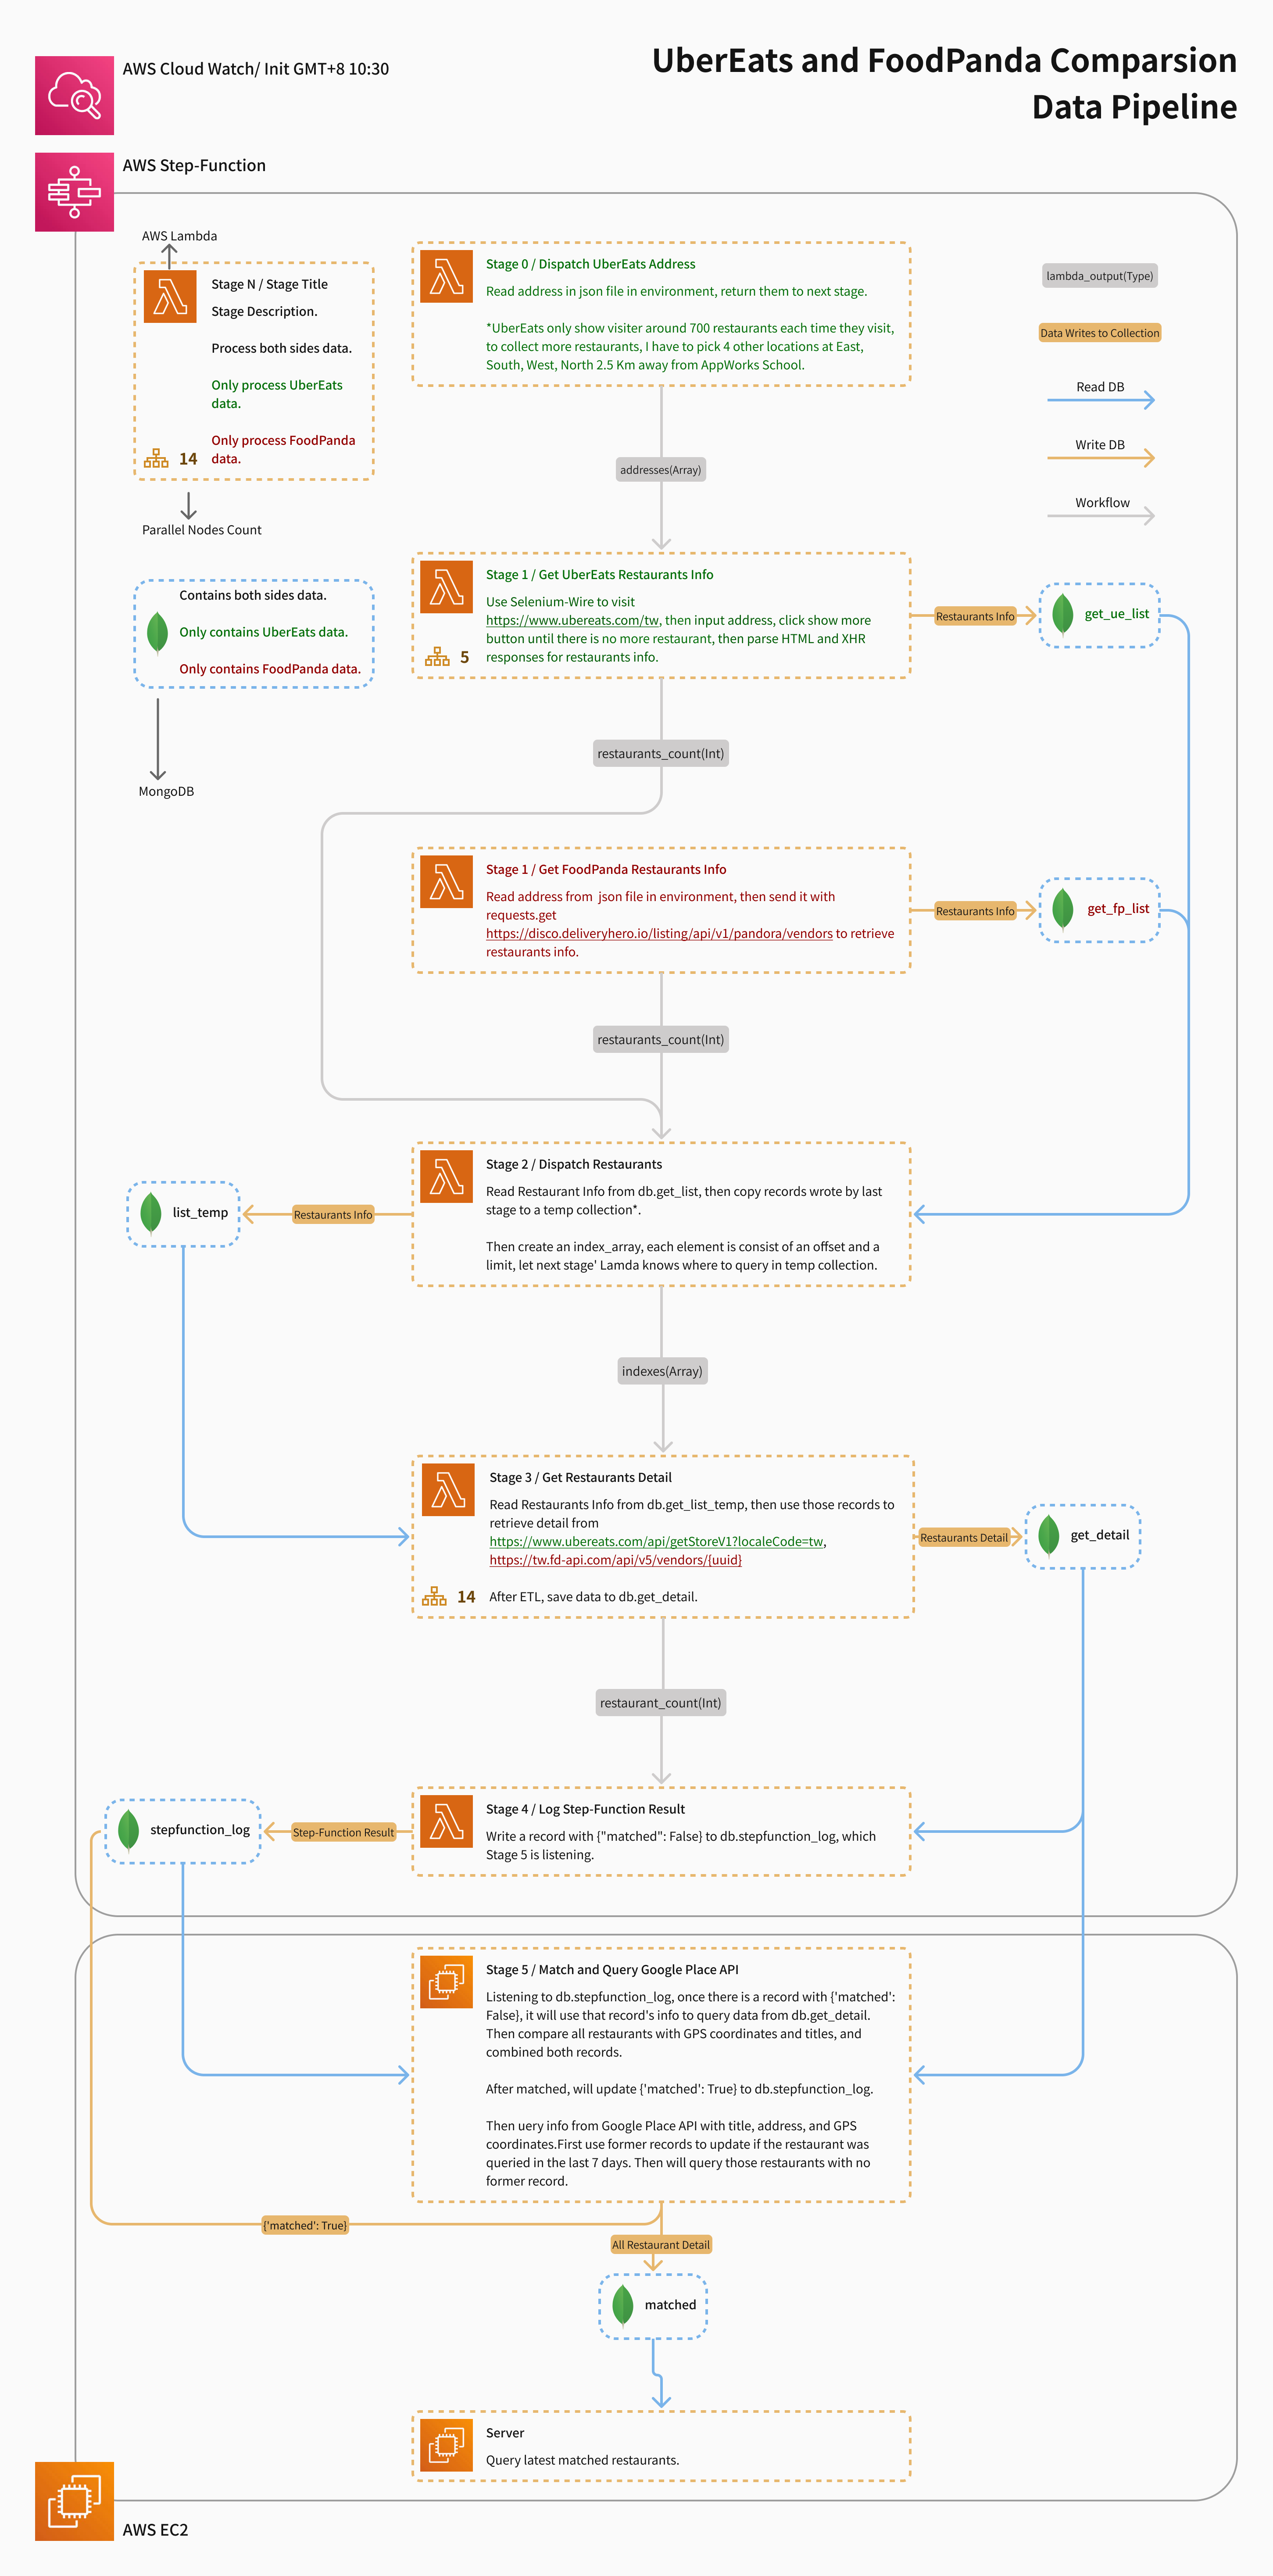 AWS Cloud Watch/ Init GMT+8 10:30
UberEats and FoodPanda Comparsion
Data Pipeline
AWS Step-Function
AWS Lambda
Stage N / Stage Title
Stage Description.
Process both sides data.
Only process UberEats
data.
Only process FoodPanda
data.
14
Parallel Nodes Count
Contains both sides data.
Only contains UberEats data.
Only contains FoodPanda data.
MongoDB
lambda_output(Type)
Data Writes to Collection
Read DB
Write DB
Workflow
Stage 0 / Dispatch UberEats Address
Read address in json file in environment, return them to next stage.
*UberEats only show visiter around 700 restaurants each time they visit,
to collect more restaurants, I have to pick 4 other locations at East,
South, West, North 2.5 Km away from AppWorks School.
addresses(Array)
Stage 1 / Get UberEats Restaurants Info
Use Selenium-Wire to visit
https://www.ubereats.com/tw, then input address, click show more
button until there is no more restaurant, then parse HTML and XHR
responses for restaurants info.
5
Restaurants Info
get_ue_list
restaurants_count(Int)
Stage 1 / Get FoodPanda Restaurants Info
Read address from  json file in environment, then send it with
requests.get
https://disco.deliveryhero.io/listing/api/v1/pandora/vendors to retrieve
restaurants info.
Restaurants Info
get_fp_list
restaurants_count(Int)
Stage 2 / Dispatch Restaurants
Read Restaurant Info from db.get_list, then copy records wrote by last
stage to a temp collection*.
Then create an index_array, each element is consist of an offset and a
limit, let next stage' Lamda knows where to query in temp collection.
Restaurants Info
list_temp
indexes(Array)
Stage 3 / Get Restaurants Detail
Read Restaurants Info from db.get_list_temp, then use those records to
retrieve detail from
https://www.ubereats.com/api/getStoreV1?localeCode=tw,
https://tw.fd-api.com/api/v5/vendors/{uuid}
After ETL, save data to db.get_detail.
14
Restaurants Detail
get_detail
restaurant_count(Int)
Stage 4 / Log Step-Function Result
Write a record with {"matched": False} to db.stepfunction_log, which
Stage 5 is listening.
Step-Function Result
stepfunction_log
Stage 5 / Match and Query Google Place API
Listening to db.stepfunction_log, once there is a record with {'matched':
False}, it will use that record's info to query data from db.get_detail.
Then compare all restaurants with GPS coordinates and titles, and
combined both records.
After matched, will update {'matched': True} to db.stepfunction_log.
Then uery info from Google Place API with title, address, and GPS
coordinates.First use former records to update if the restaurant was
queried in the last 7 days. Then will query those restaurants with no
former record.
{'matched': True}
All Restaurant Detail
matched
Server
Query latest matched restaurants.
AWS EC2